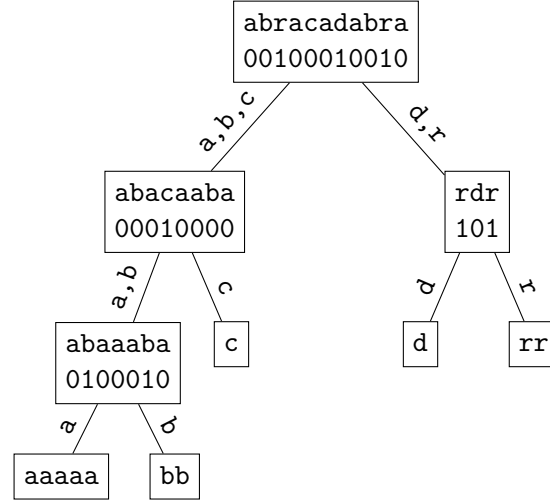 abracadabra
00100010010
a,b,c
d,r
abacaaba
00010000
rdr
101
a,b
c
d
r
abaaaba
0100010
c
d
rr
a
b
aaaaa
bb